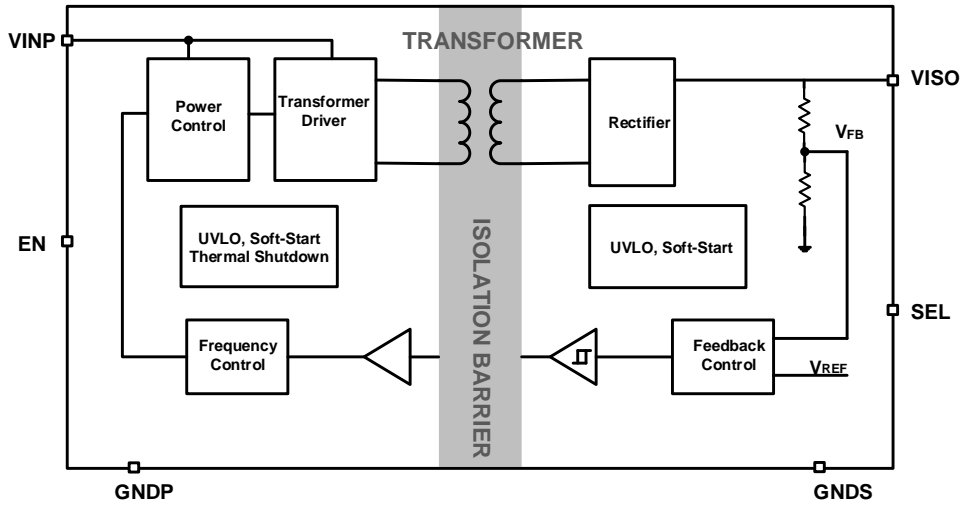 TRANSFORMER
VINP
VISO
Power
Control
Transformer
Driver
Rectifier
VFB
EN
UVLO, Soft-Start
Thermal Shutdown
ISOLATION BARRIER
UVLO, Soft-Start
SEL
Frequency
Control
Feedback
Control
VREF
GNDP
GNDS